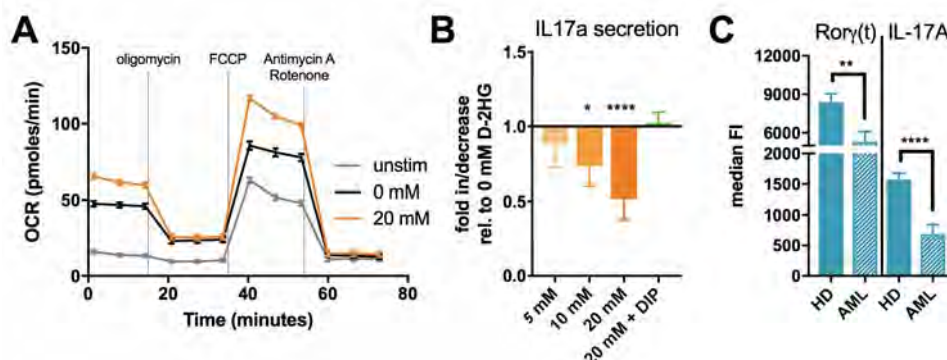 A
OCR (pmoles/min)
150
100
50
0
oligomycin
FCCP
Antimycin A
Rotenone
unstim
0 mM
20 mM
0
20
40
60
80
Time (minutes)
B
IL17a secretion
fold in/decrease
rel. to 0 mM D-2HG
1.5
1.0
0.5
0.0
*
****
5 mM
10 mM
20 mM
20 mM + DIP
C
Rorγ(t)
IL-17A
median FI
12000
9000
6000
2000
1500
1000
500
0
**
****
HD
AML
HD
AML